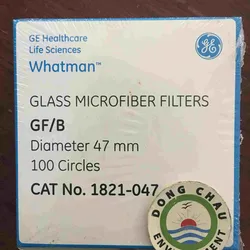 GE Healthcare
Life Sciences
Whatman™
GLASS MICROFIBER FILTERS
GF/B
Diameter 47 mm
100 Circles
CAT No. 1821-047
DONG CHAU